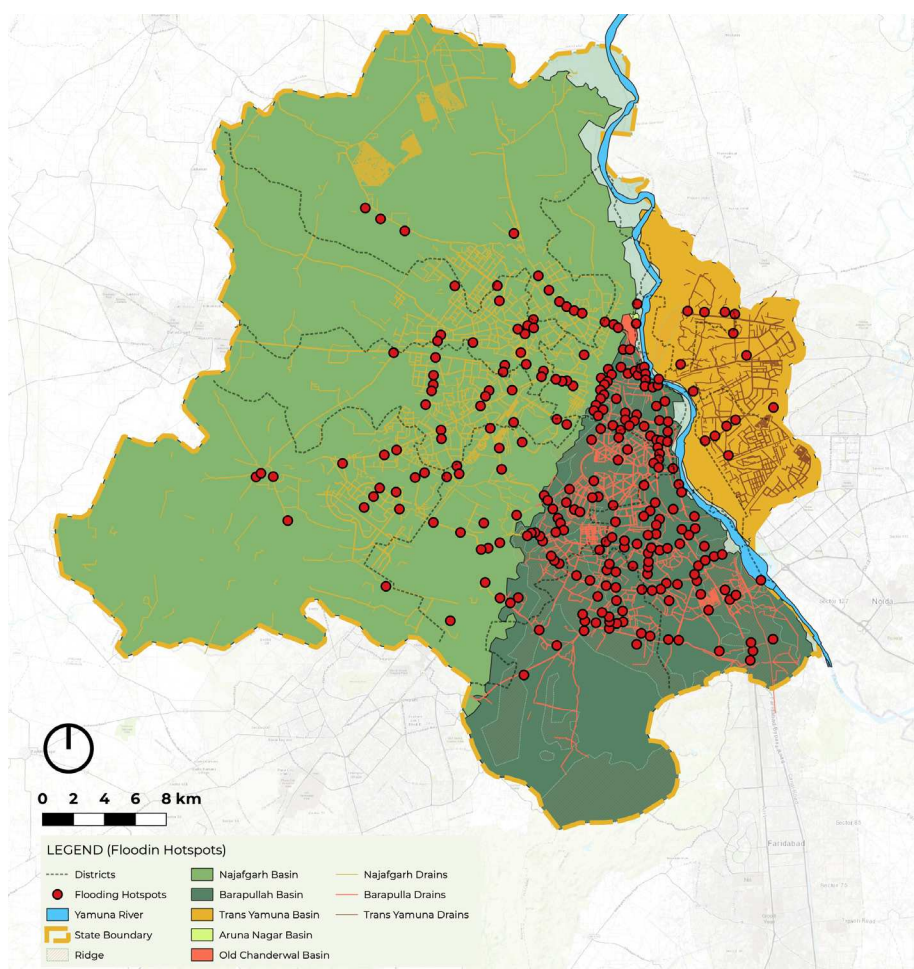 Noida
Faridabad
0 2 4 6 8 km
LEGEND (Floodin Hotspots)
Districts
Flooding Hotspots
Yamuna River
State Boundary
Ridge
Najafgarh Basin
Barapullah Basin
Trans Yamuna Basin
Aruna Nagar Basin
Old Chanderwal Basin
Najafgarh Drains
Barapulla Drains
Trans Yamuna Drains